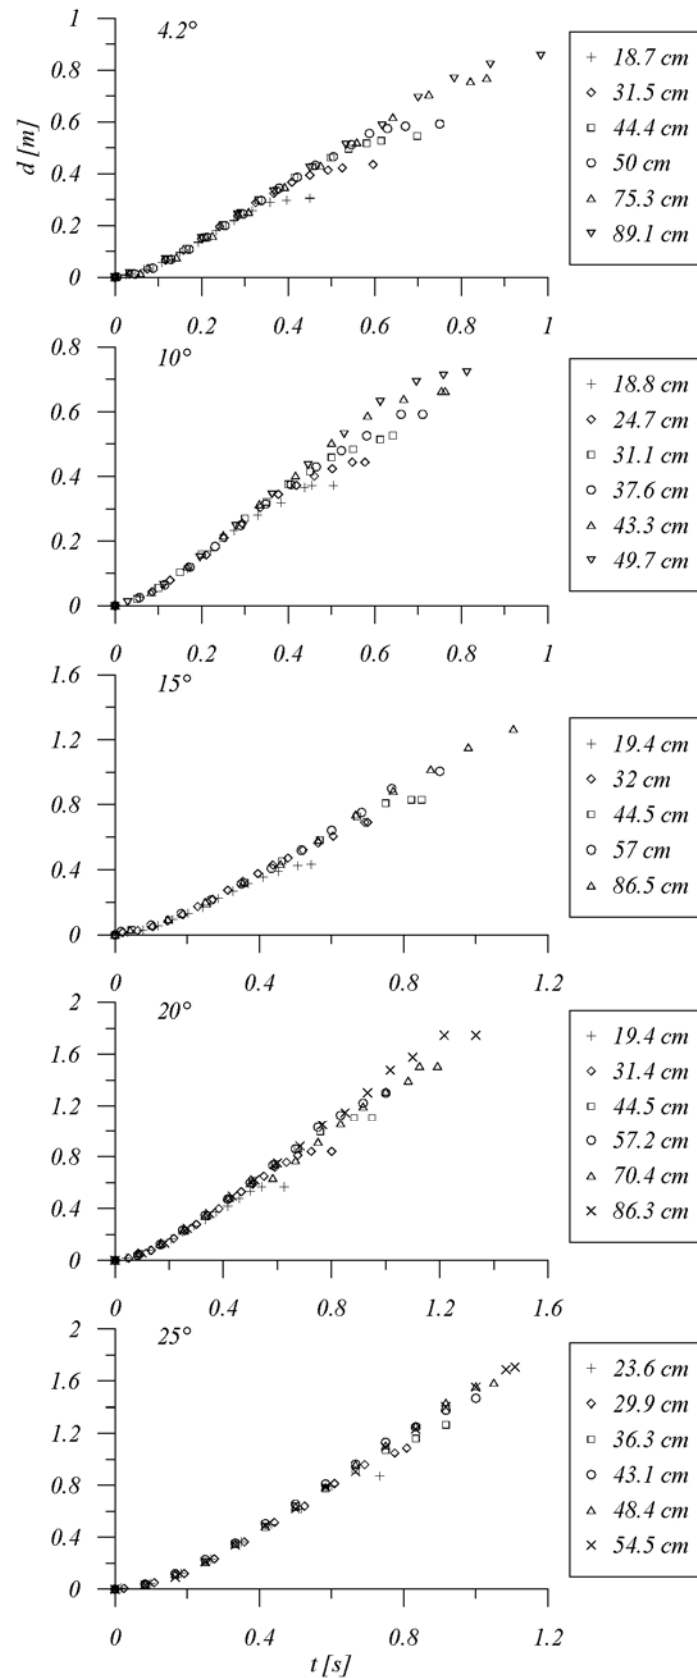 1
4.2°
0.8
0.6
0.4
0.2
0
d [m]
0 0.2 0.4 0.6 0.8 1
18.7 cm
31.5 cm
44.4 cm
50 cm
75.3 cm
89.1 cm
0.8
10°
0.6
0.4
0.2
0
0 0.2 0.4 0.6 0.8 1
18.8 cm
24.7 cm
31.1 cm
37.6 cm
43.3 cm
49.7 cm
1.6
15°
1.2
0.8
0.4
0
0 0.4 0.8 1.2
19.4 cm
32 cm
44.5 cm
57 cm
86.5 cm
2
20°
1.6
1.2
0.8
0.4
0
0 0.4 0.8 1.2 1.6
19.4 cm
31.4 cm
44.5 cm
57.2 cm
70.4 cm
86.3 cm
2
25°
1.6
1.2
0.8
0.4
0
0 0.4 0.8 1.2
t [s]
23.6 cm
29.9 cm
36.3 cm
43.1 cm
48.4 cm
54.5 cm